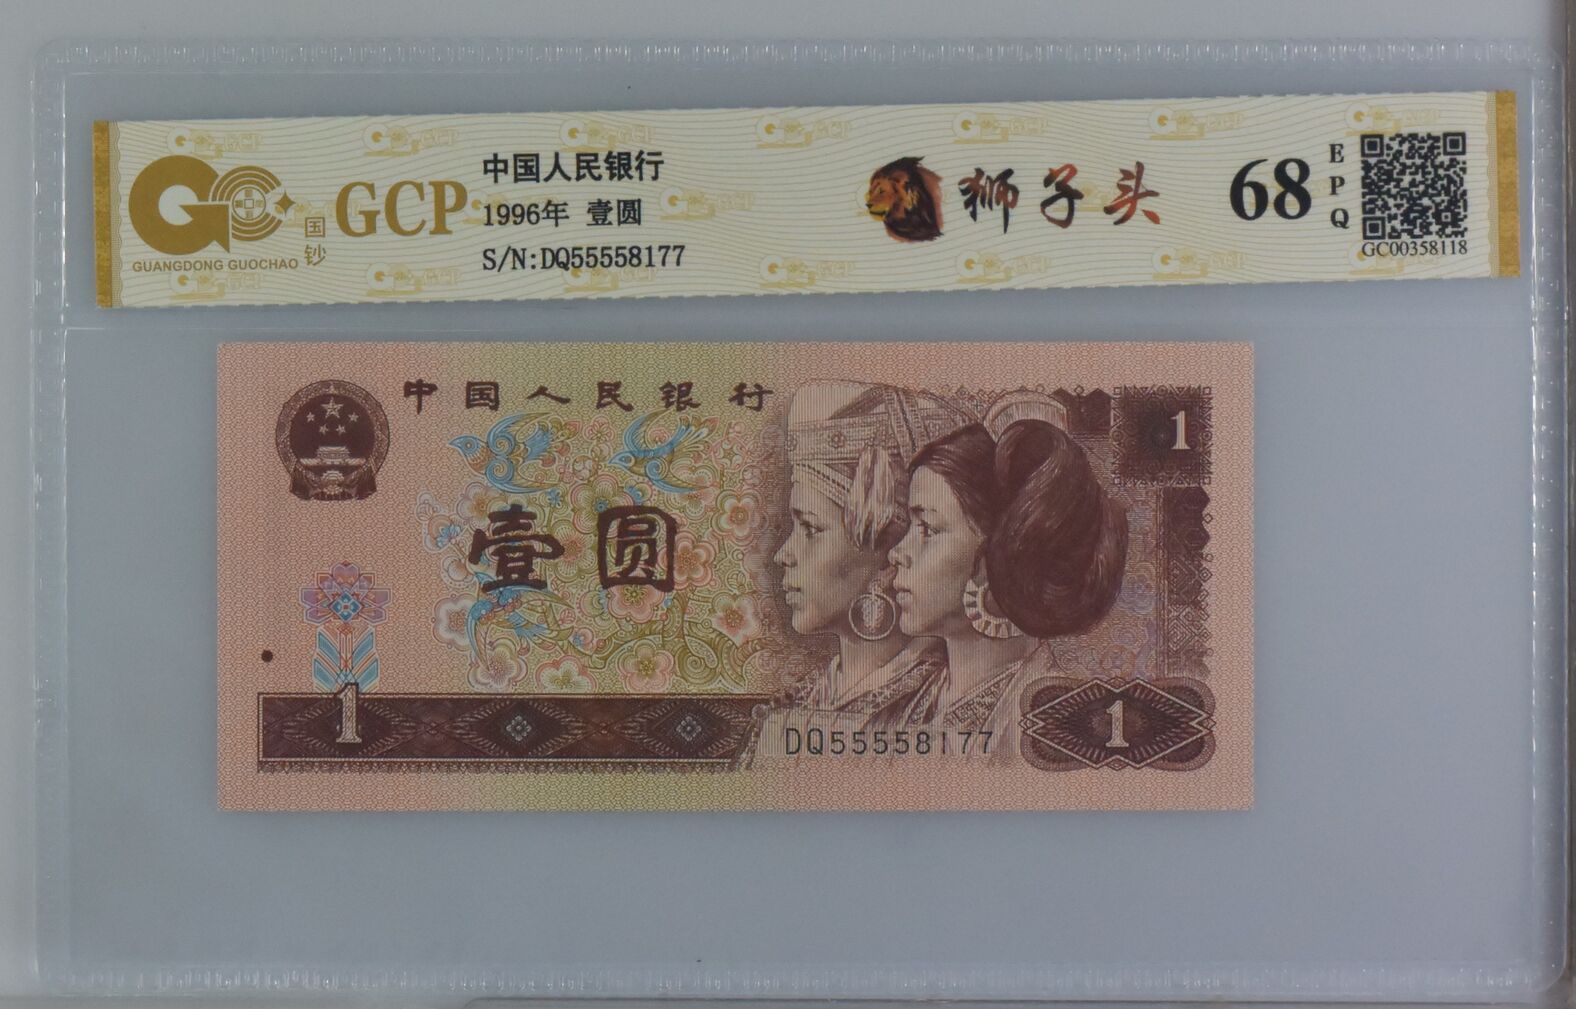 GCP
国钞
GUANGDONG GUOCHAO
中国人民银行
1996年 壹圆
S/N:DQ55558177
狮子头
68
EPQ
GC00358118
中国人民银行
1
壹圆
1
DQ55558177
1